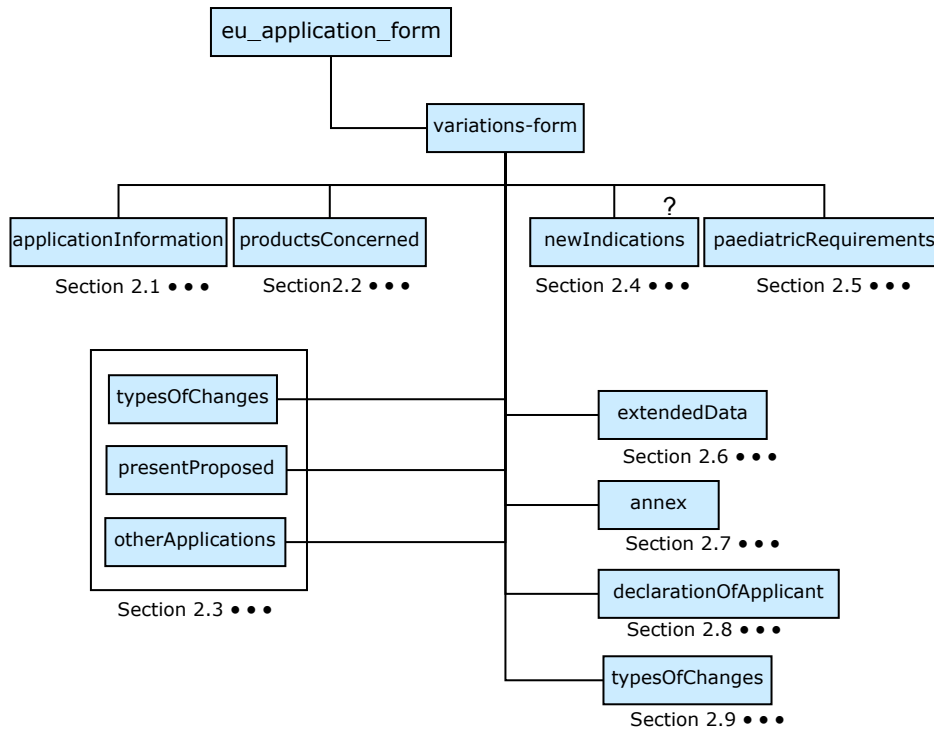 eu_application_form
variations-form
?
applicationInformation
productsConcerned
newIndications
paediatricRequirements
Section 2.1 •••
Section2.2 •••
Section 2.4 •••
Section 2.5 •••
typesOfChanges
presentProposed
otherApplications
Section 2.3 •••
extendedData
Section 2.6 •••
annex
Section 2.7 •••
declarationOfApplicant
Section 2.8 •••
typesOfChanges
Section 2.9 •••